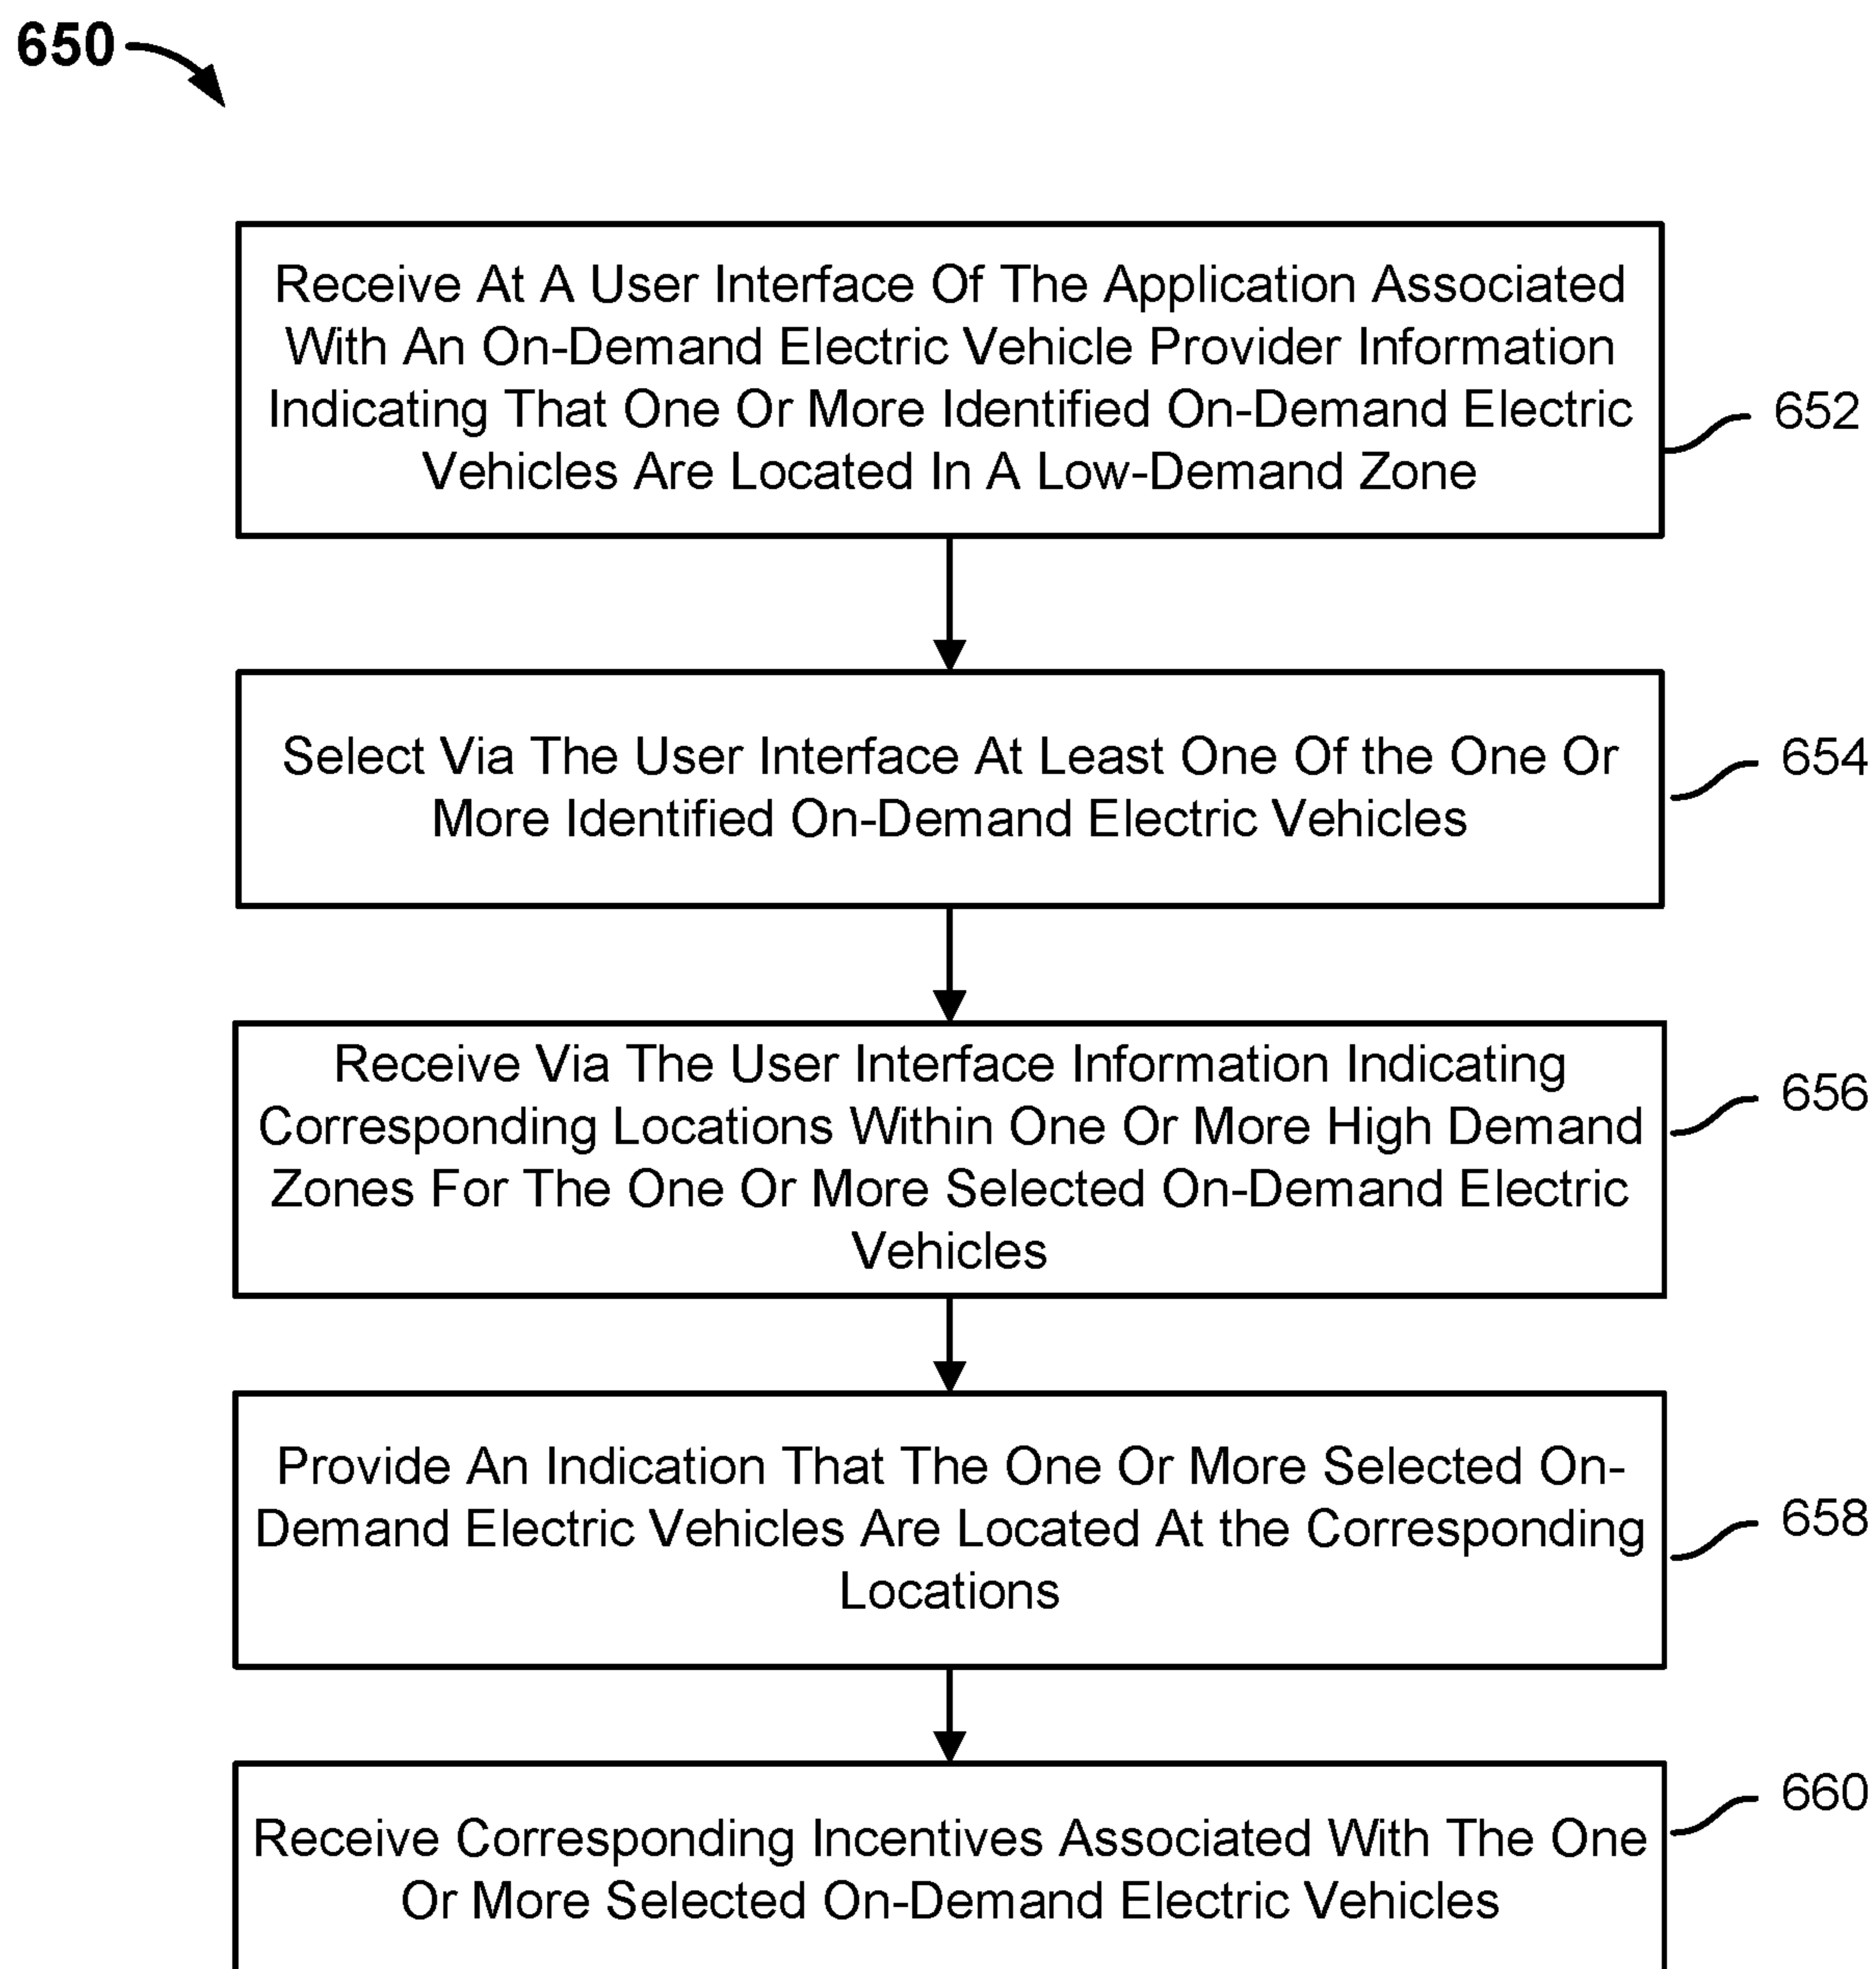 650
Receive At A User Interface Of The Application Associated
With An On-Demand Electric Vehicle Provider Information
Indicating That One Or More Identified On-Demand Electric
Vehicles Are Located In A Low-Demand Zone
652
Select Via The User Interface At Least One Of the One Or
More Identified On-Demand Electric Vehicles
654
Receive Via The User Interface Information Indicating
Corresponding Locations Within One Or More High Demand
Zones For The One Or More Selected On-Demand Electric
Vehicles
656
Provide An Indication That The One Or More Selected On-
Demand Electric Vehicles Are Located At the Corresponding
Locations
658
Receive Corresponding Incentives Associated With The One
Or More Selected On-Demand Electric Vehicles
660